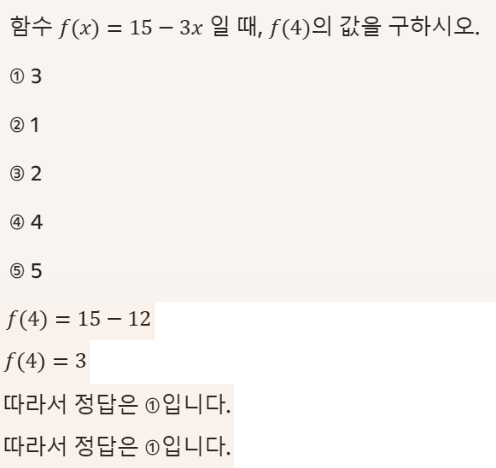 함수 f(x) = 15 − 3x 일 때, f(4)의 값을 구하시오.
① 3
② 1
③ 2
④ 4
⑤ 5
f(4) = 15 − 12
f(4) = 3
따라서 정답은 ①입니다.
따라서 정답은 ①입니다.